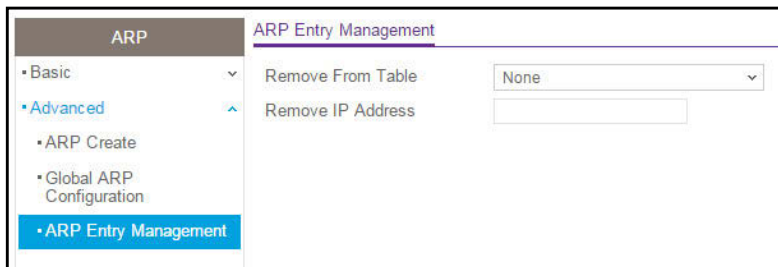 ARP
▪ Basic
▪ Advanced
▪ ARP Create
▪ Global ARP
Configuration
▪ ARP Entry Management
ARP Entry Management
Remove From Table
None
Remove IP Address